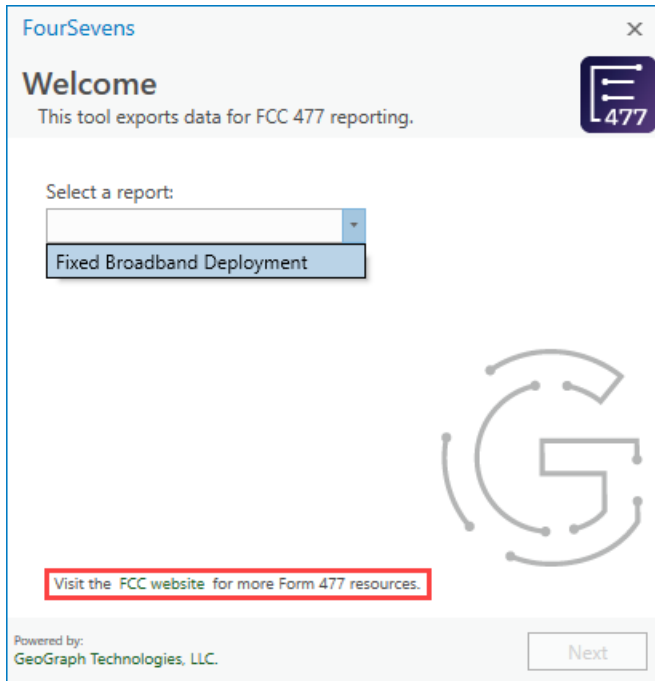 FourSevens
Welcome
This tool exports data for FCC 477 reporting.
477
Select a report:
Fixed Broadband Deployment
Visit the FCC website for more Form 477 resources.
Powered by:
GeoGraph Technologies, LLC.
Next